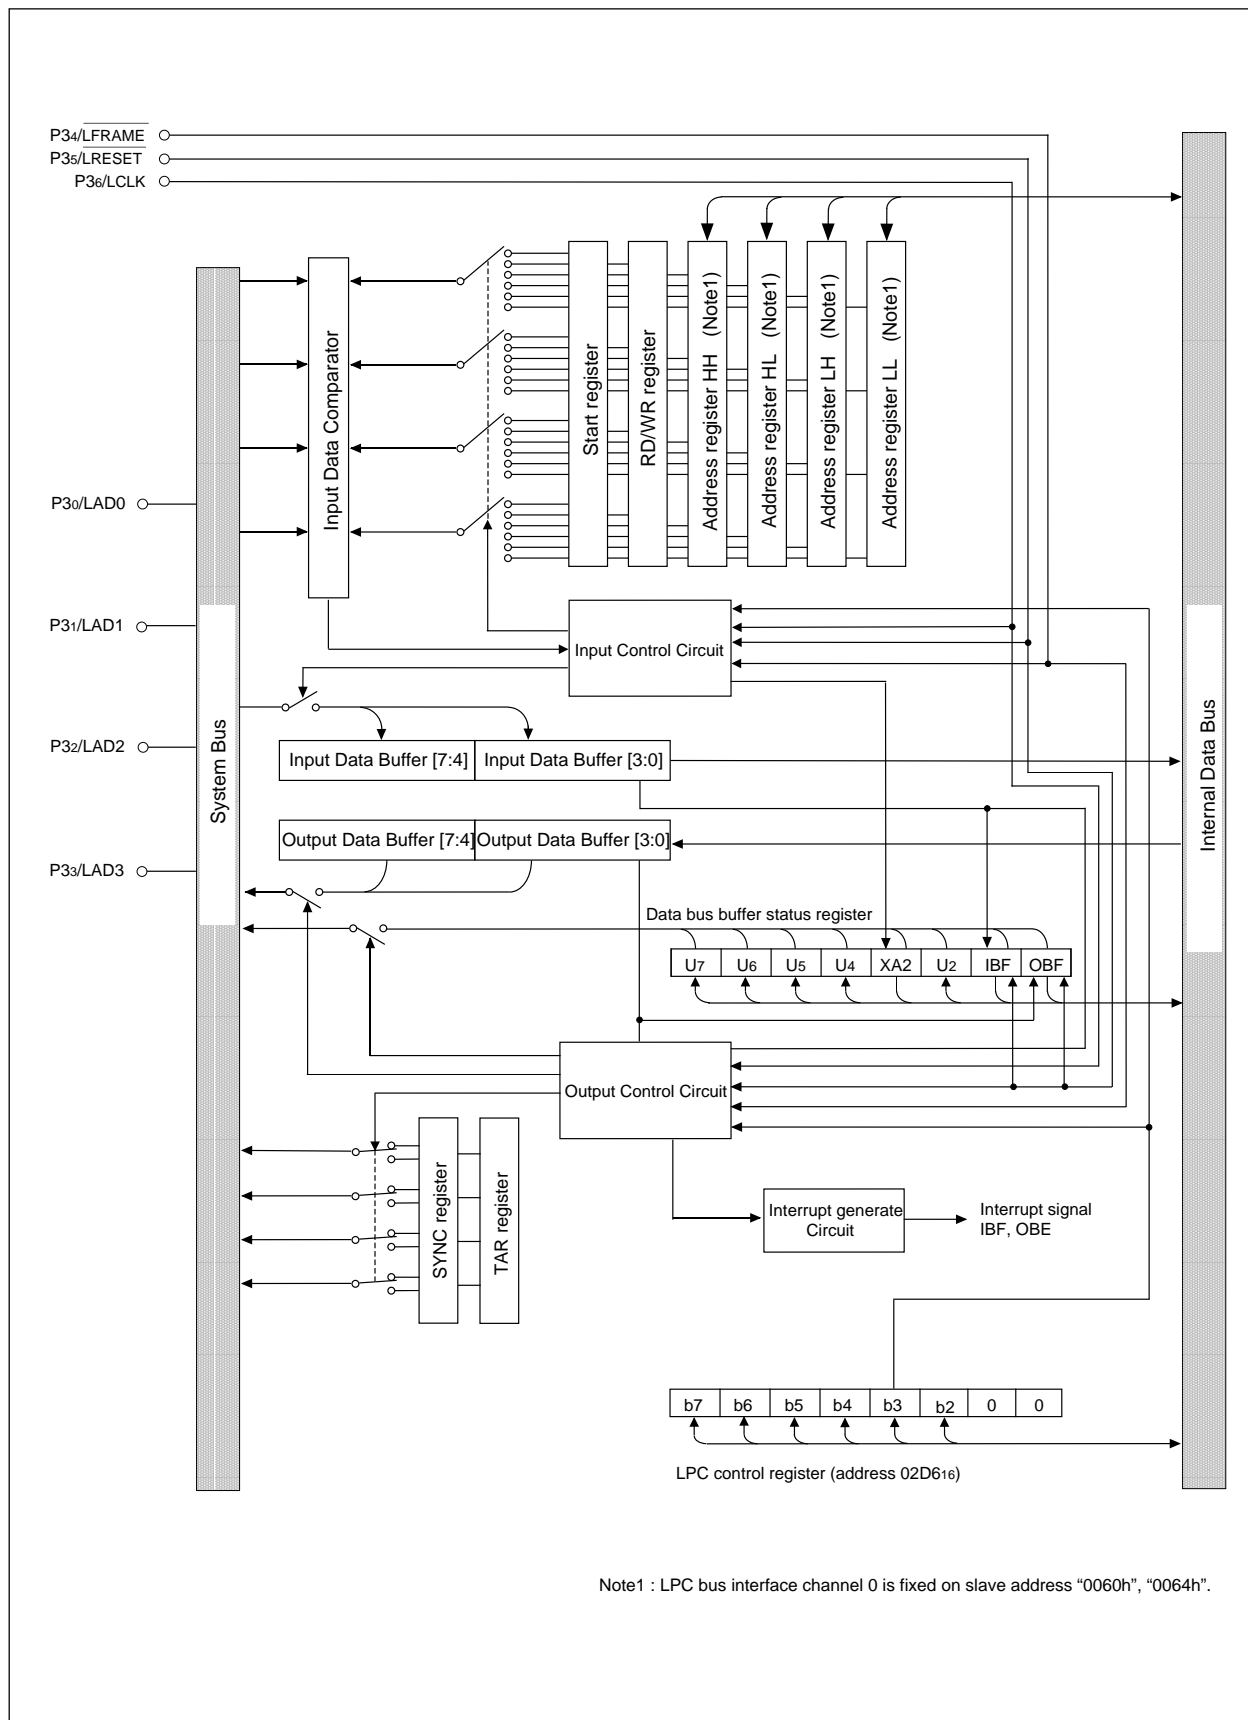 P34/LFRAME
P35/LRESET
P36/LCLK
P30/LAD0
P31/LAD1
P32/LAD2
P33/LAD3
System Bus
Input Data Comparator
Start register
RD/WR register
Address register HH (Note1)
Address register HL (Note1)
Address register LH (Note1)
Address register LL (Note1)
Internal Data Bus
Input Control Circuit
Input Data Buffer [7:4] Input Data Buffer [3:0]
Output Data Buffer [7:4] Output Data Buffer [3:0]
Data bus buffer status register
U7 U6 U5 U4 XA2 U2 IBF OBF
Output Control Circuit
SYNC register
TAR register
Interrupt generate
Circuit
Interrupt signal
IBF, OBE
b7 b6 b5 b4 b3 b2 0 0
LPC control register (address 02D616)
Note1 : LPC bus interface channel 0 is fixed on slave address “0060h”, “0064h”.